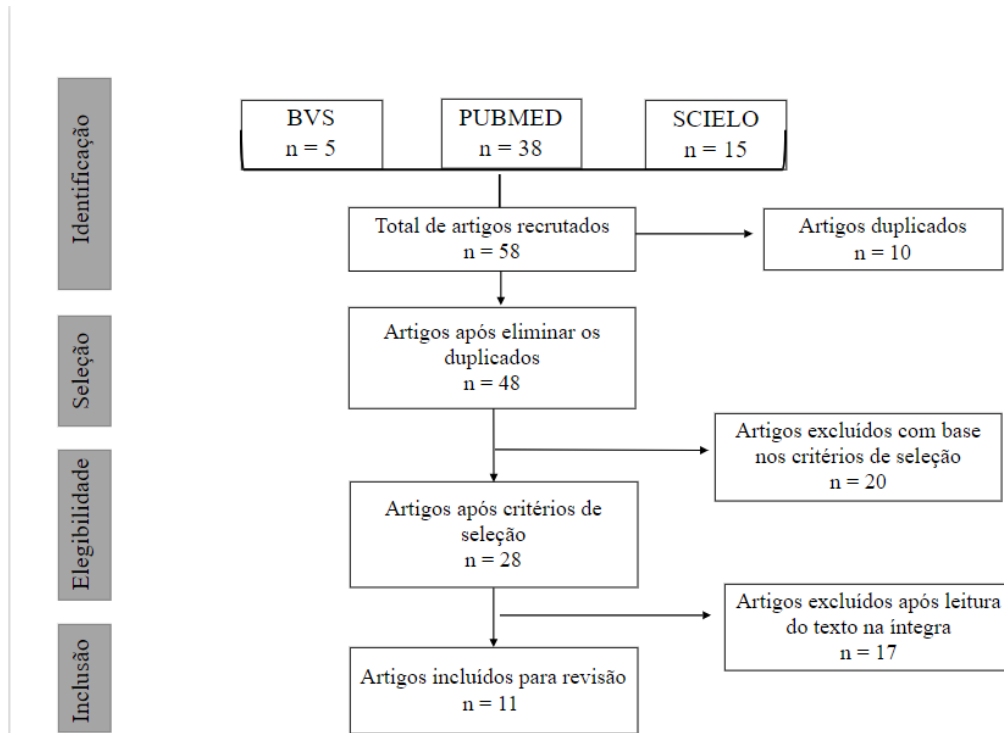 Identificação
BVS
n = 5
PUBMED
n = 38
SCIELO
n = 15
Total de artigos recrutados
n = 58
Artigos duplicados
n = 10
Seleção
Artigos após eliminar os
duplicados
n = 48
Artigos excluídos com base
nos critérios de seleção
n = 20
Elegibilidade
Artigos após critérios de
seleção
n = 28
Artigos excluídos após leitura
do texto na íntegra
n = 17
Inclusão
Artigos incluídos para revisão
n = 11